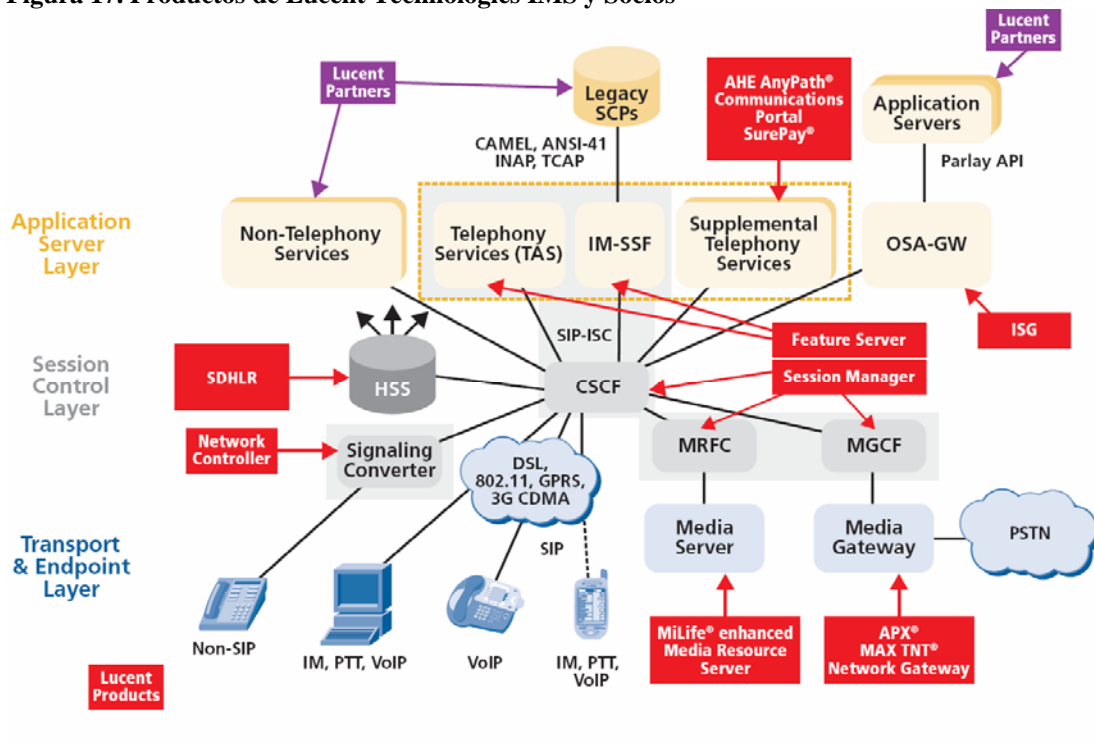 Figura 17. Productos de Lucent Technologies IMS y Socios
Lucent
Partners
Lucent
Partners
Legacy
SCPs
AHE AnyPath®
Communications
Portal
SurePay®
Application
Servers
CAMEL, ANSI-41
INAP, TCAP
Parlay API
Application
Server
Layer
Non-Telephony
Services
Telephony
Services (TAS)
IM-SSF
Supplemental
Telephony
Services
OSA-GW
SIP-ISC
Feature Server
ISG
Session
Control
Layer
SDHLR
HSS
CSCF
Session Manager
Network
Controller
Signaling
Converter
DSL,
802.11, GPRS,
3G CDMA
MRFC
MGCF
Transport
& Endpoint
Layer
SIP
Media
Server
Media
Gateway
PSTN
Non-SIP
IM, PTT, VoIP
VoIP
IM, PTT,
VoIP
MiLife® enhanced
Media Resource
Server
APX®
MAX TNT®
Network Gateway
Lucent
Products